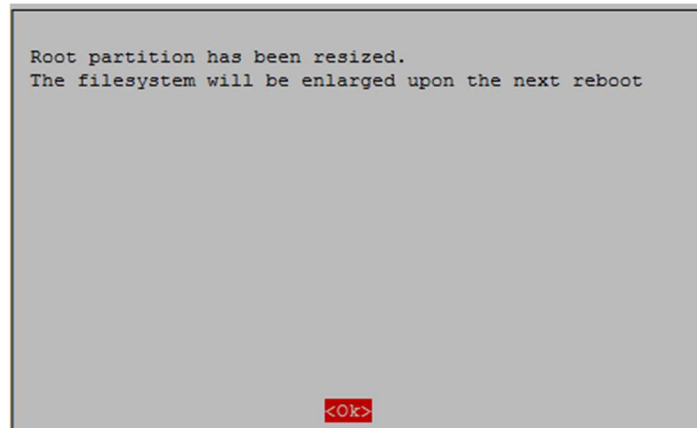 Root partition has been resized.
The filesystem will be enlarged upon the next reboot
<Ok>